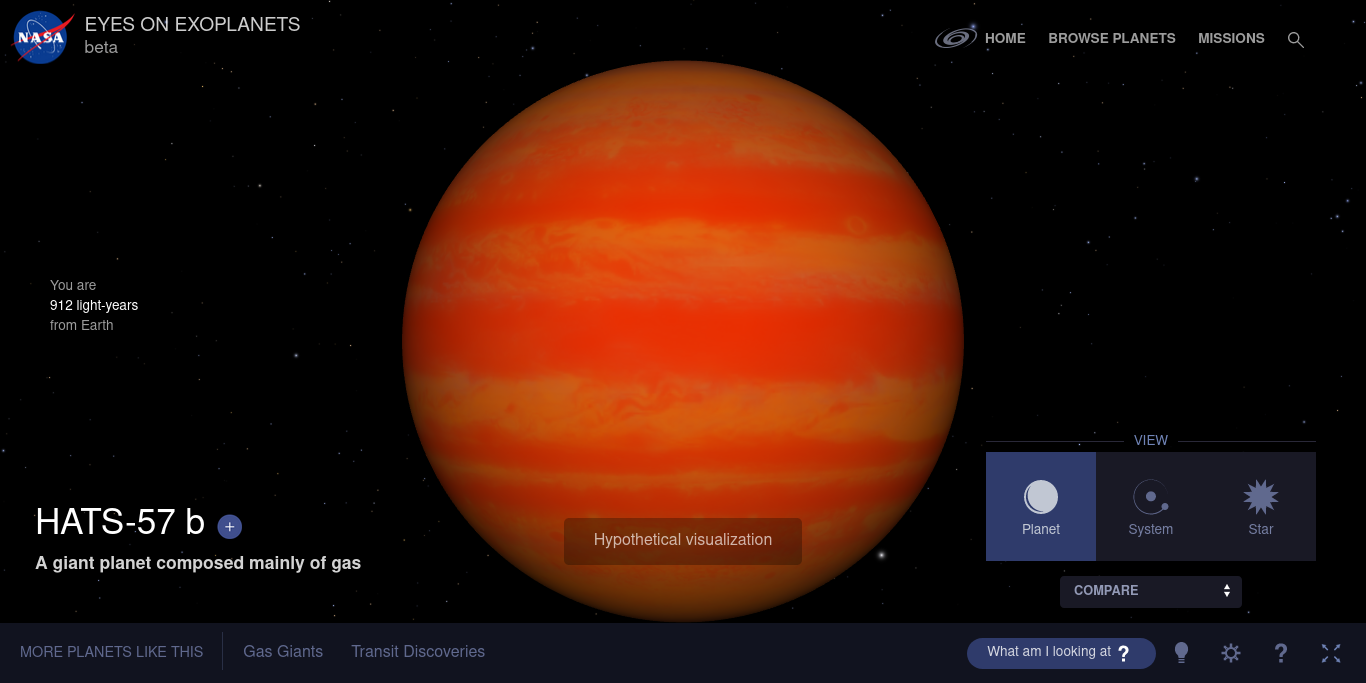 NASA
EYES ON EXOPLANETS
beta
HOME
BROWSE PLANETS
MISSIONS
You are
912 light-years
from Earth
HATS-57 b +
A giant planet composed mainly of gas
Hypothetical visualization
VIEW
Planet
System
Star
COMPARE
MORE PLANETS LIKE THIS
Gas Giants
Transit Discoveries
What am I looking at ?
?